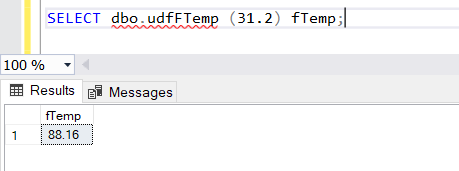 SELECT dbo.udfFTemp (31.2) fTemp;
100 %
Results Messages
fTemp
1 88.16